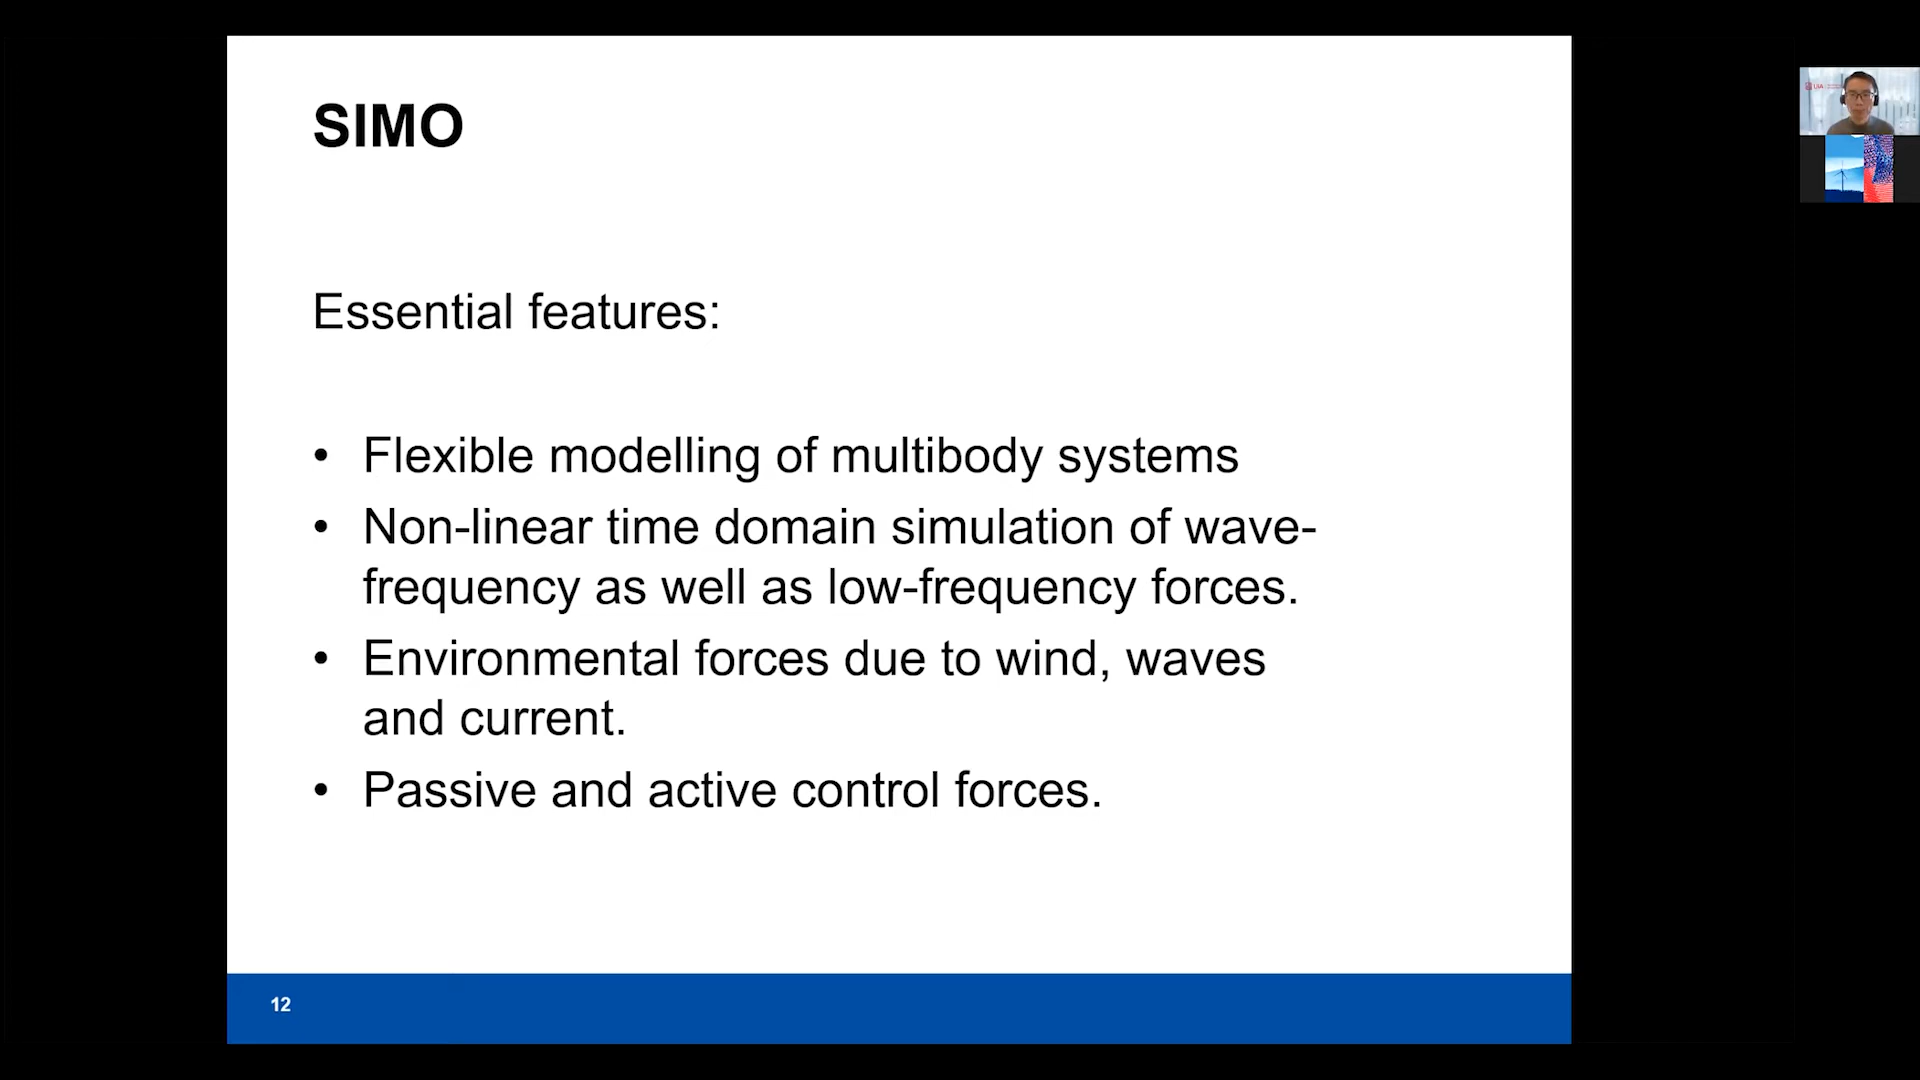 SIMO
Essential features:
• Flexible modelling of multibody systems
• Non-linear time domain simulation of wave-
frequency as well as low-frequency forces.
• Environmental forces due to wind, waves
and current.
• Passive and active control forces.
12
UiA